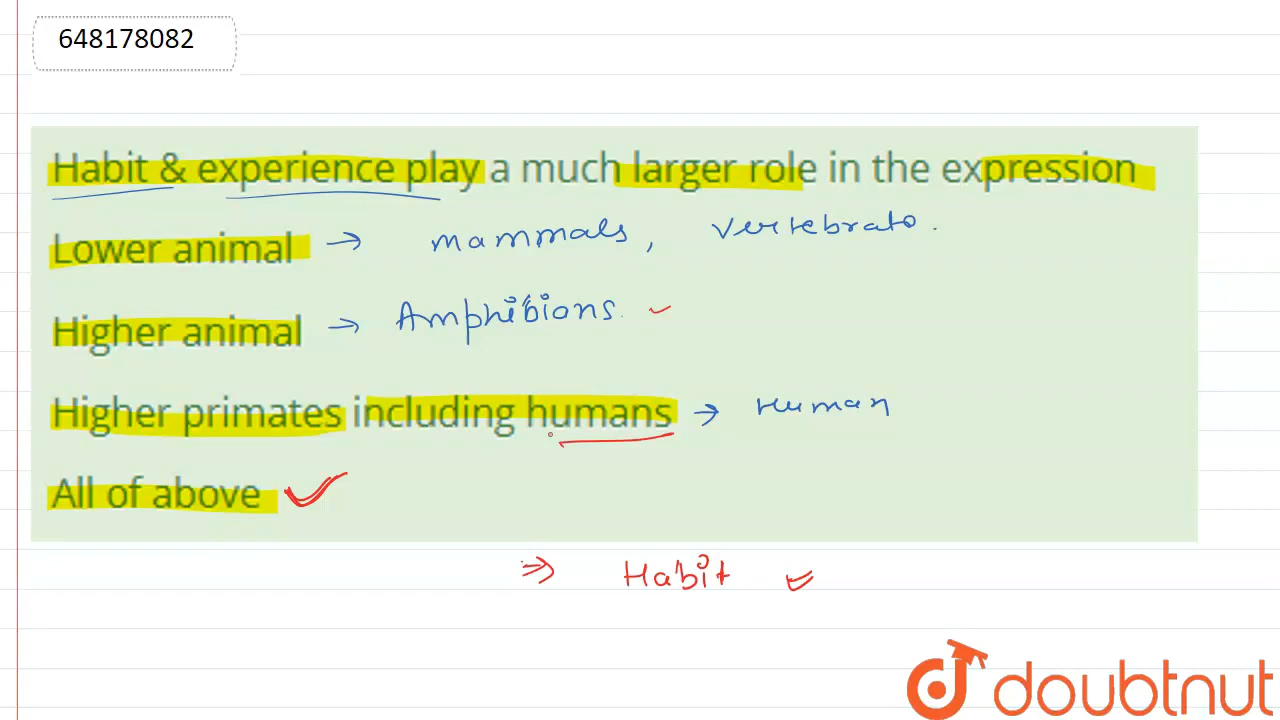 648178082
Habit & experience play a much larger role in the expression
Lower animal → mammals, vertebrato.
Higher animal → Amphibions.
Higher primates including humans → Human
All of above
⇒ Habit
doubtnut